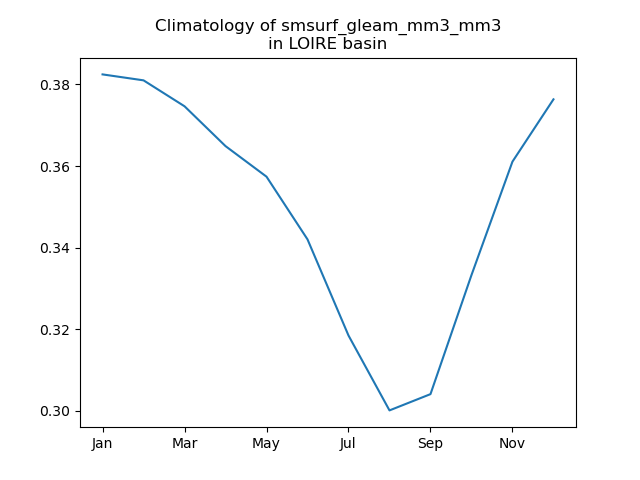 Climatology of smsurf_gleam_mm3_mm3
in LOIRE basin
0.38
0.36
0.34
0.32
0.30
Jan Mar May Jul Sep Nov